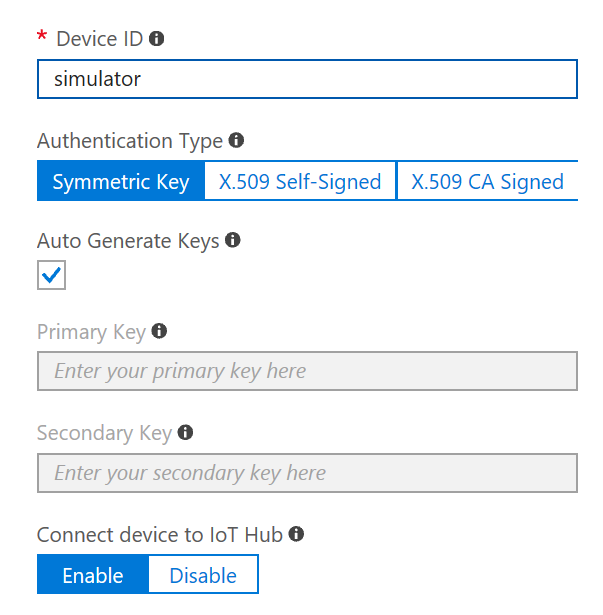 * Device ID
simulator
Authentication Type
Symmetric Key X.509 Self-Signed X.509 CA Signed
Auto Generate Keys
Primary Key
Enter your primary key here
Secondary Key
Enter your secondary key here
Connect device to IoT Hub
Enable Disable